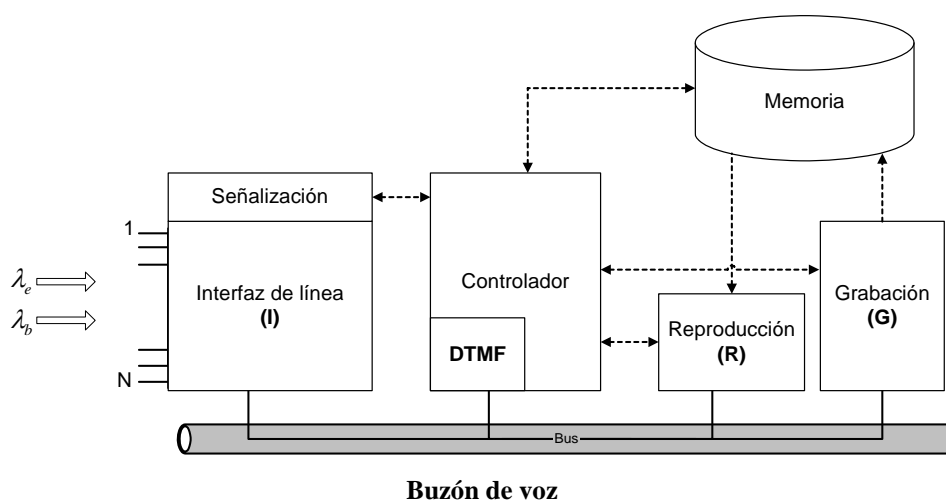 Memoria
Señalización
1
λe
Interfaz de línea
(I)
λb
N
Controlador
DTMF
Reproducción
(R)
Grabación
(G)
Bus
Buzón de voz